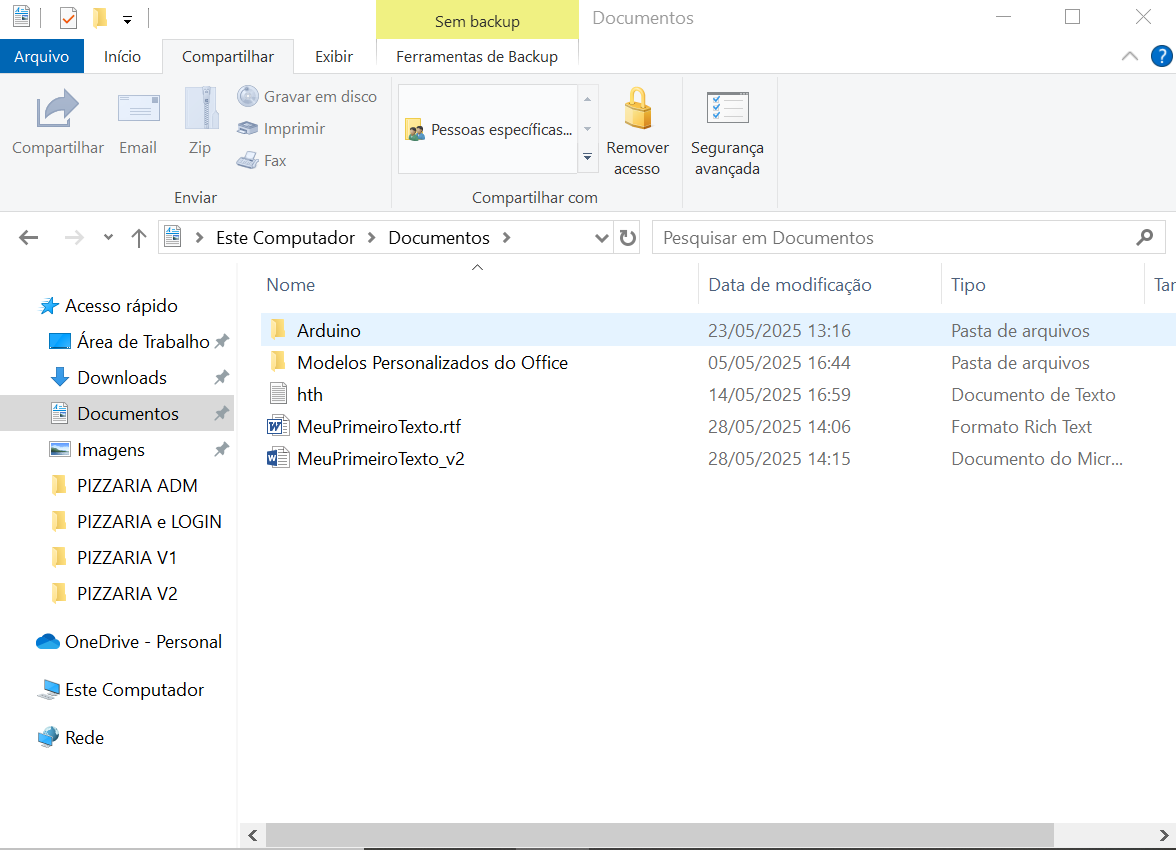 Sem backup
Documentos
Arquivo
Início
Compartilhar
Exibir
Ferramentas de Backup
?
Compartilhar
Email
Zip
Gravar em disco
Imprimir
Fax
Enviar
Pessoas específicas...
Compartilhar com
Remover
acesso
Segurança
avançada
Este Computador
Documentos
Pesquisar em Documentos
Nome
Data de modificação
Tipo
Tar
Acesso rápido
Área de Trabalho
Downloads
Documentos
Imagens
PIZZARIA ADM
PIZZARIA e LOGIN
PIZZARIA V1
PIZZARIA V2
OneDrive - Personal
Este Computador
Rede
Arduino 23/05/2025 13:16 Pasta de arquivos
Modelos Personalizados do Office 05/05/2025 16:44 Pasta de arquivos
hth 14/05/2025 16:59 Documento de Texto
MeuPrimeiroTexto.rtf 28/05/2025 14:06 Formato Rich Text
MeuPrimeiroTexto_v2 28/05/2025 14:15 Documento do Micr...